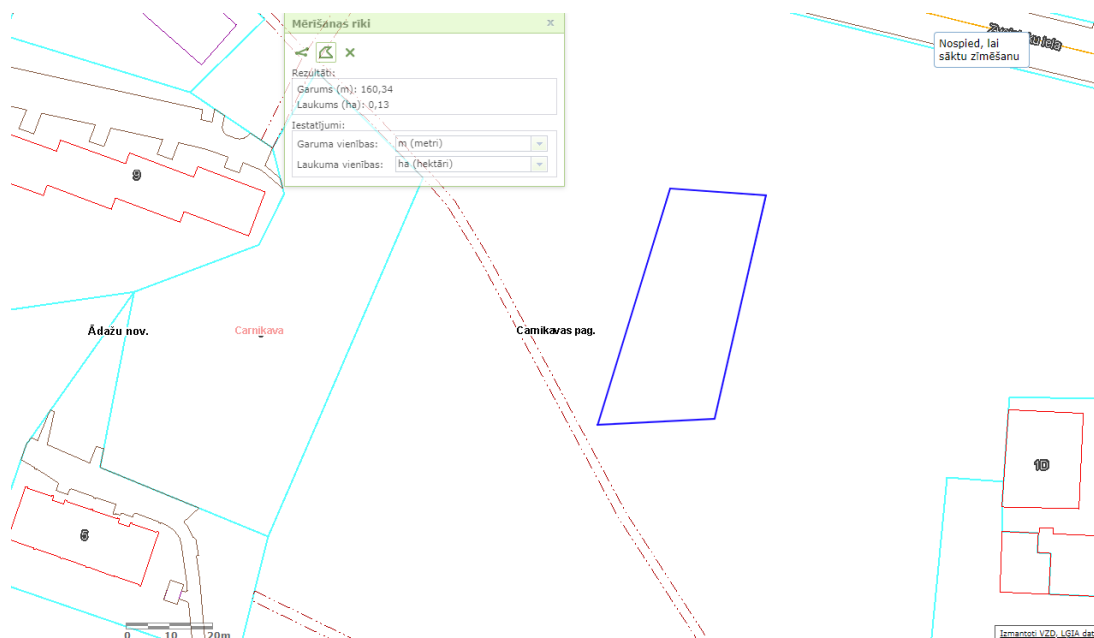 Mērīšanas rīki
x
Rezultāti:
Garums (m): 160,34
Laukums (ha): 0,13
Iestatījumi:
Garuma vienības: m (metri)
Laukuma vienības: ha (hektāri)
Nospied, lai
sāktu zīmēšanu
9
Ādažu nov.
Carnikava
Carnikavas pag.
10
5
0 10 20m
Izmantoti VZD, LGIA dat